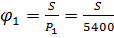 φ₁ = S/P₁ = S/5400